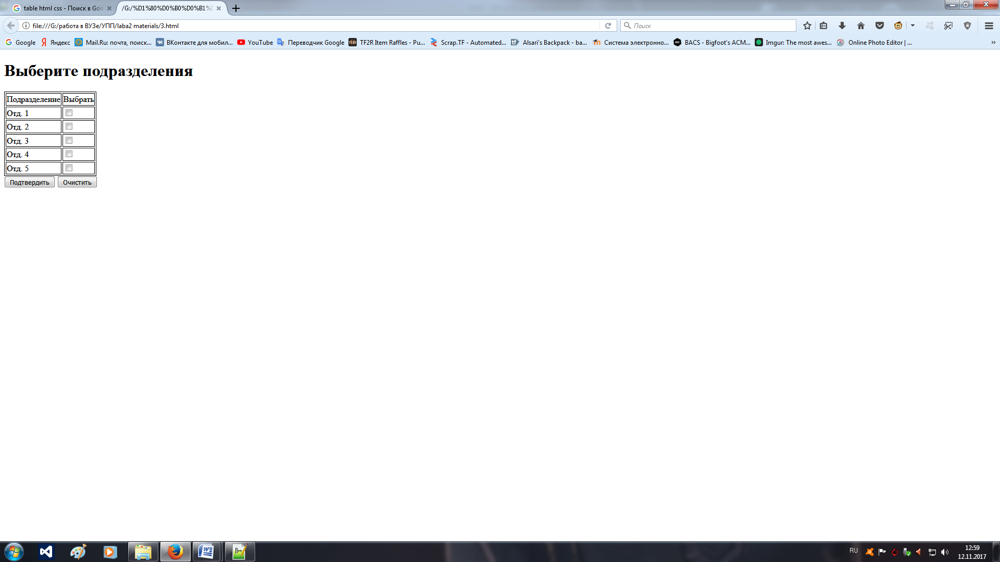 table html css - Поиск в Goo
/G:/%D1%80%D0%B0%D0%B1%D
file:///G:/работа в ВУЗе/УПП/laba2 materials/3.html
Поиск
Google Яндекс Mail.Ru: почта, поиск... ВКонтакте для мобил... YouTube Переводчик Google TF2R Item Raffles - Pu... Scrap.TF - Automated... Alsari's Backpack - ba... Система электронно... BACS - Bigfoot's ACM... Imgur: The most awes... Online Photo Editor | ...
Выберите подразделения
Подразделение Выбрать
Отд. 1
Отд. 2
Отд. 3
Отд. 4
Отд. 5
Подтвердить Очистить
RU
12:59
12.11.2017